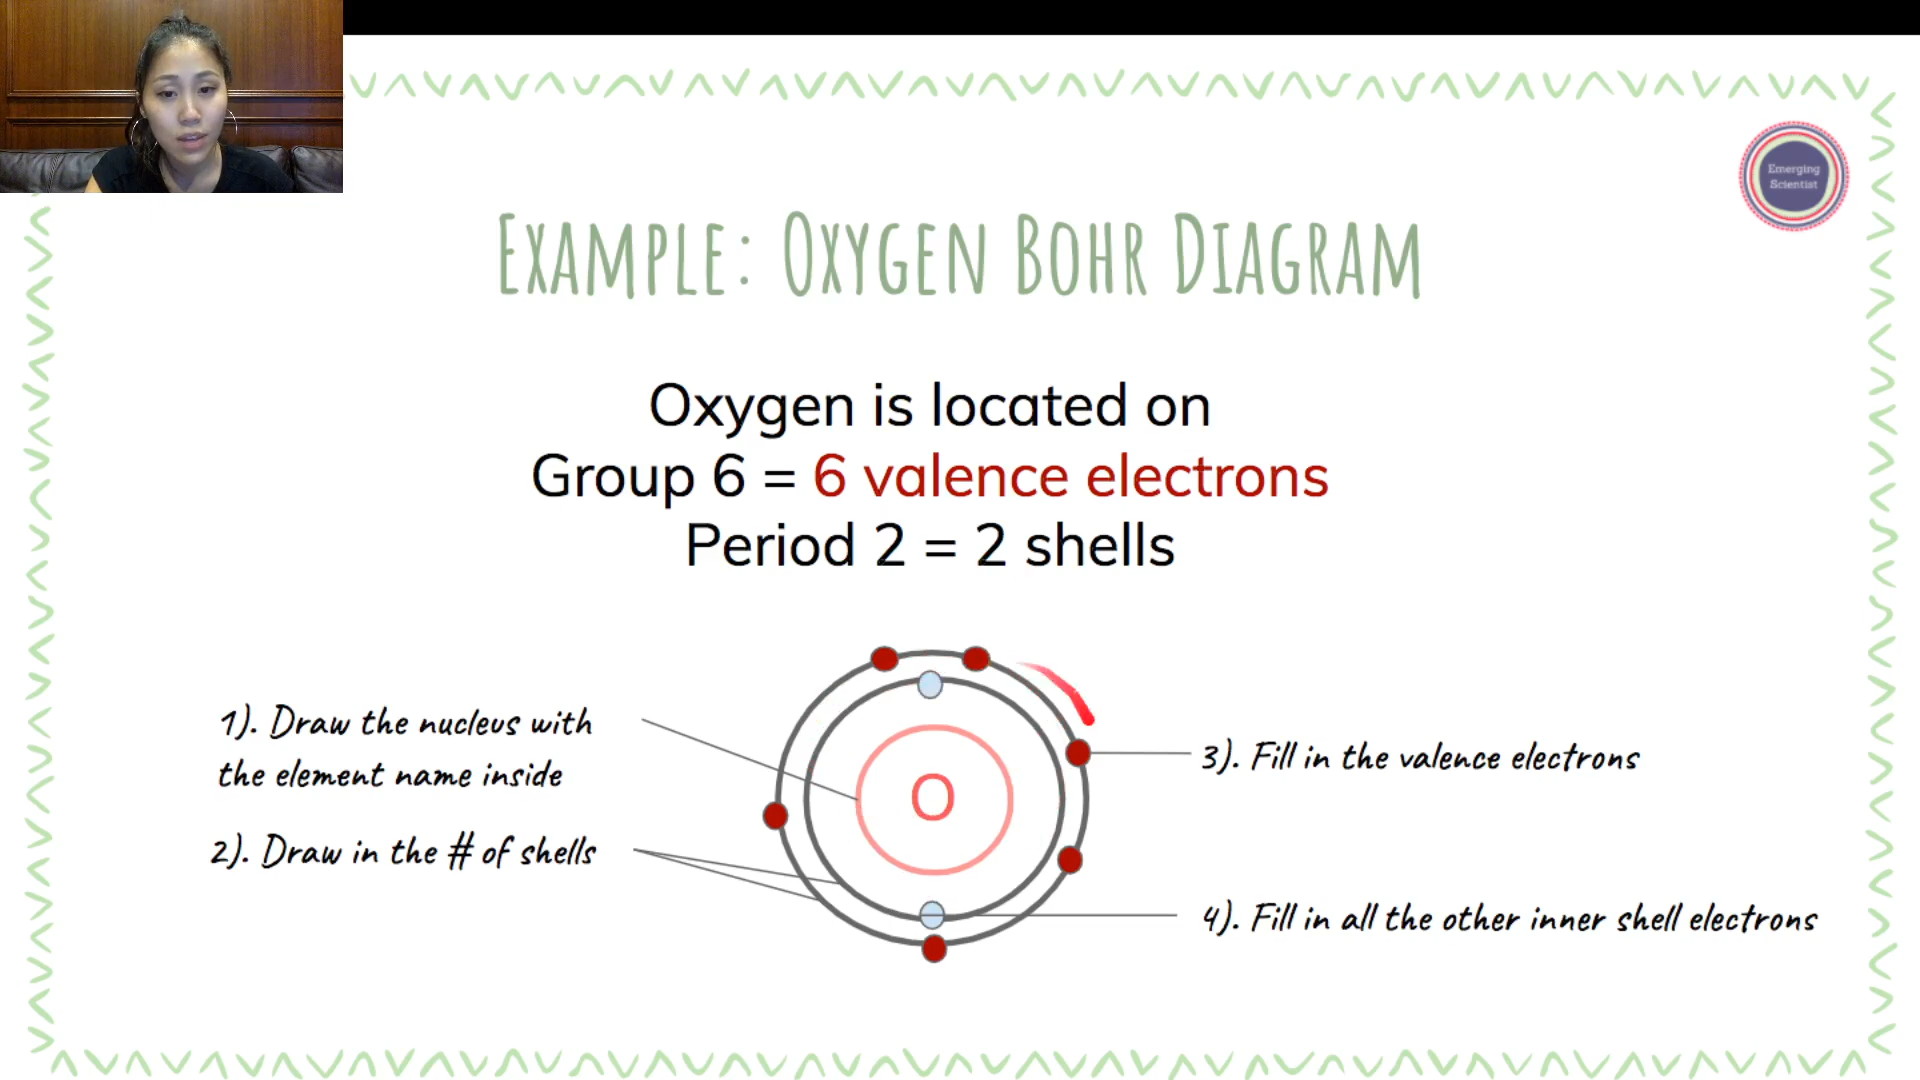 Emerging
Scientist
Example: Oxygen Bohr Diagram
Oxygen is located on
Group 6 = 6 valence electrons
Period 2 = 2 shells
1). Draw the nucleus with
the element name inside
2). Draw in the # of shells
O
3). Fill in the valence electrons
4). Fill in all the other inner shell electrons